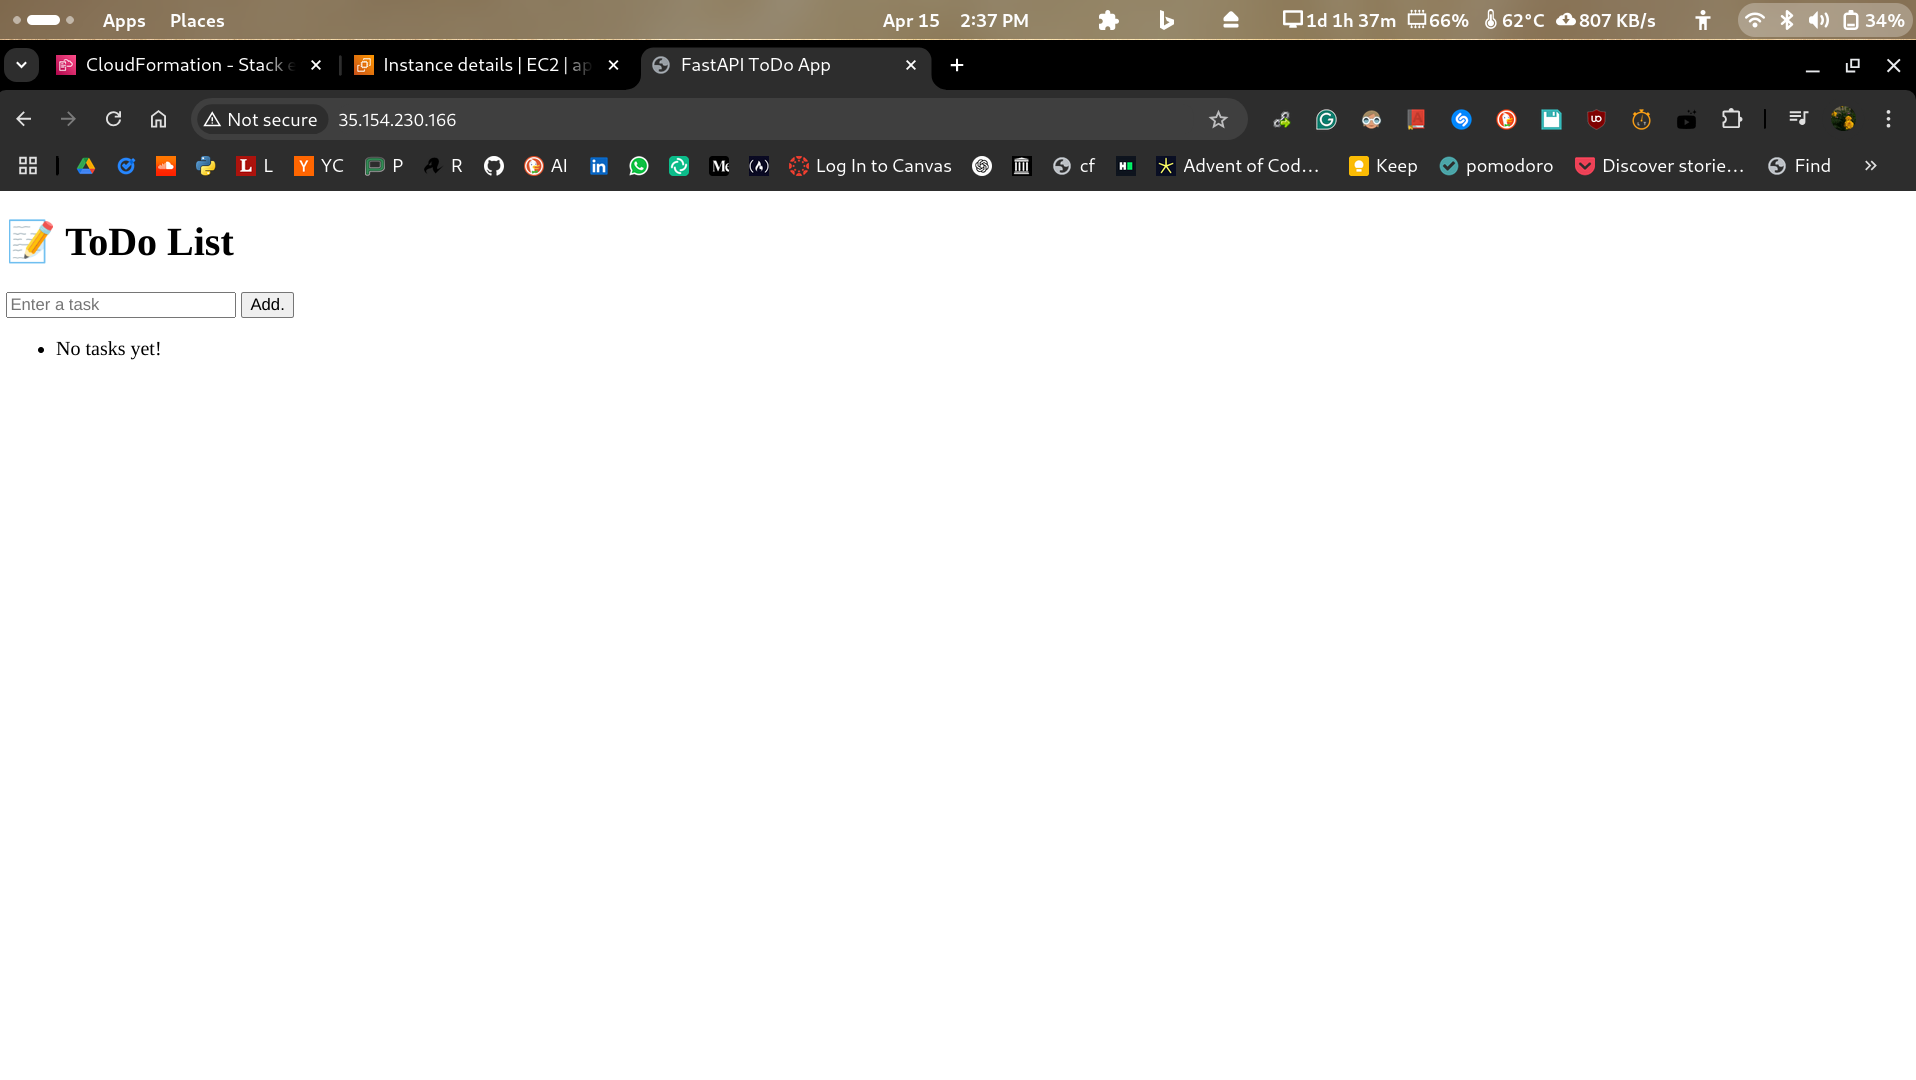 Apps Places Apr 15 2:37 PM 1d 1h 37m 66% 62°C 807 KB/s 34%
CloudFormation - Stack e Instance details | EC2 | ap FastAPI ToDo App
Not secure 35.154.230.166
L YC P R AI Log In to Canvas cf Advent of Cod... Keep pomodoro Discover storie... Find »
ToDo List
Enter a task Add.
• No tasks yet!